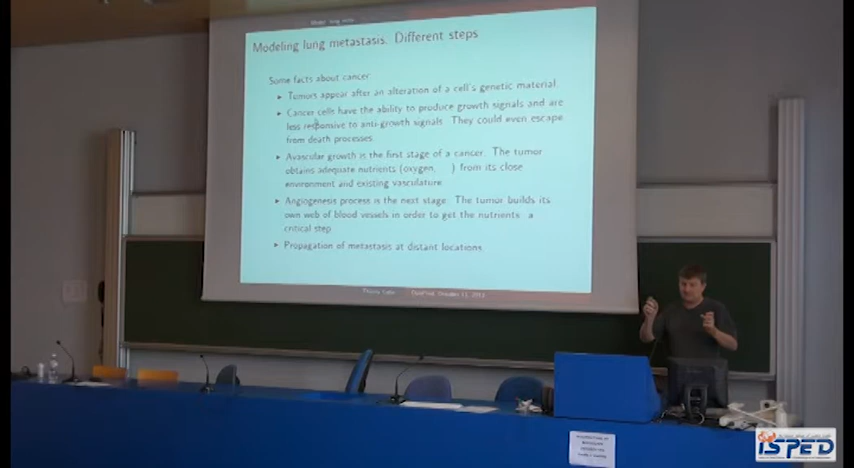 Modeling lung metastasis. Different steps
Some facts about cancer
Tumors appear after an alteration of a cell's genetic material.
Cancer cells have the ability to produce growth signals and are
less responsive to anti-growth signals. They could even escape
from death processes
Avascular growth is the first stage of a cancer. The tumor
obtains adequate nutrients (oxygen, ) from its close
environment and existing vasculature
Angiogenesis process is the next stage. The tumor builds its
own web of blood vessels in order to get the nutrients a
critical step
Propagation of metastasis at distant locations.
ISPED